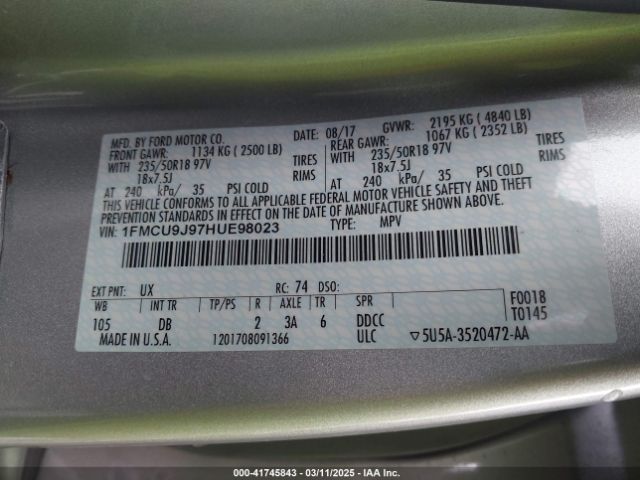 MFD. BY FORD MOTOR CO. DATE: 08/17 GVWR: 2195 KG ( 4840 LB)
FRONT GAWR: 1134 KG ( 2500 LB) REAR GAWR: 1067 KG ( 2352 LB)
WITH 235/50R18 97V TIRES WITH 235/50R18 97V TIRES
18x7.5J RIMS 18x7.5J RIMS
AT 240 kPa/ 35 PSI COLD AT 240 kPa/ 35 PSI COLD
THIS VEHICLE CONFORMS TO ALL APPLICABLE FEDERAL MOTOR VEHICLE SAFETY AND THEFT
PREVENTION STANDARDS IN EFFECT ON THE DATE OF MANUFACTURE SHOWN ABOVE.
VIN: 1FMCU9J97HUE98023 TYPE: MPV
EXT PNT: UX RC: 74 DSO:
WB INT TR TP/PS R AXLE TR SPR F0018
105 DB 2 3A 6 DDCC T0145
MADE IN U.S.A. 1201708091366 ULC ▽5U5A-3520472-AA
000-41745843 - 03/11/2025 - IAA Inc.